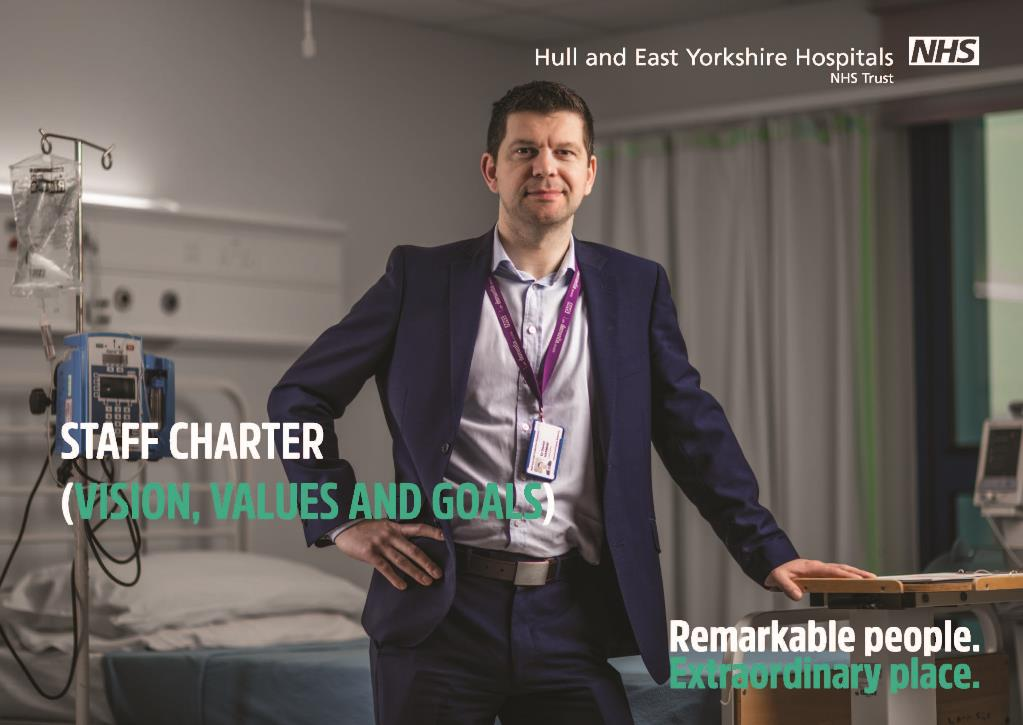 Hull and East Yorkshire Hospitals NHS
NHS Trust
STAFF CHARTER
(VISION, VALUES AND GOALS)
Remarkable people.
Extraordinary place.